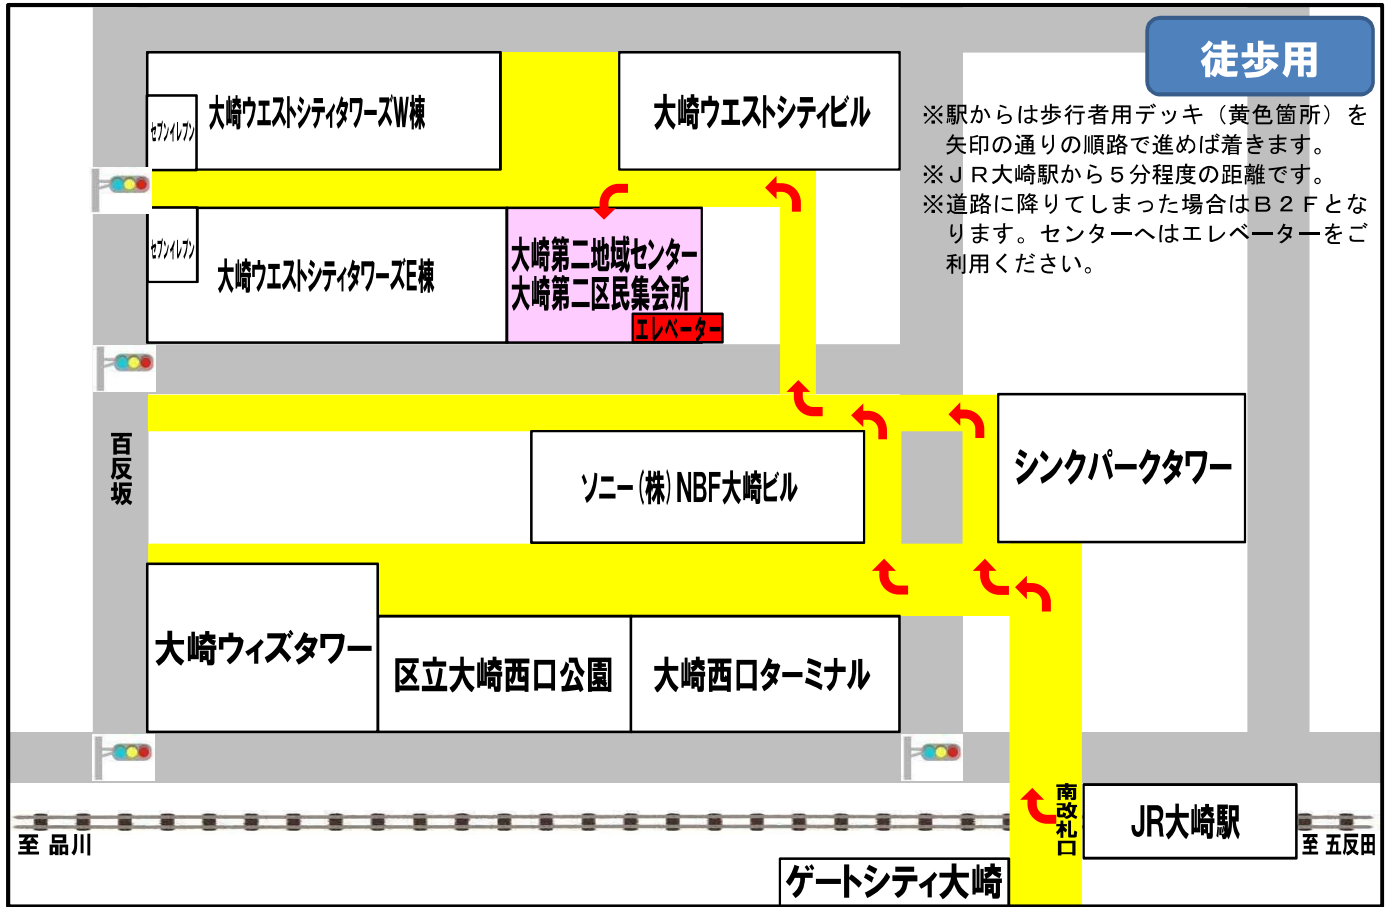 徒歩用
※駅からは歩行者用デッキ（黄色箇所）を
矢印の通りの順路で進めば着きます。
※ＪＲ大崎駅から５分程度の距離です。
※道路に降りてしまった場合はＢ２Ｆとな
ります。センターへはエレベーターをご
利用ください。
セブンイレブン
大崎ウエストシティタワーズW棟
大崎ウエストシティビル
セブンイレブン
大崎ウエストシティタワーズE棟
大崎第二地域センター
大崎第二区民集会所
エレベーター
百反坂
ソニー(株)NBF大崎ビル
シンクパークタワー
大崎ウィズタワー
区立大崎西口公園
大崎西口ターミナル
南改札口
JR大崎駅
至 品川
至 五反田
ゲートシティ大崎